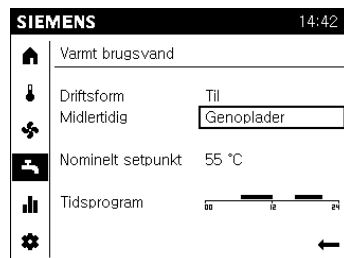 SIEMENS 14:42
Varmt brugsvand
Driftsform Til
Midlertidig Genoplader
Nominelt setpunkt 55 °C
Tidsprogram
00 12 24